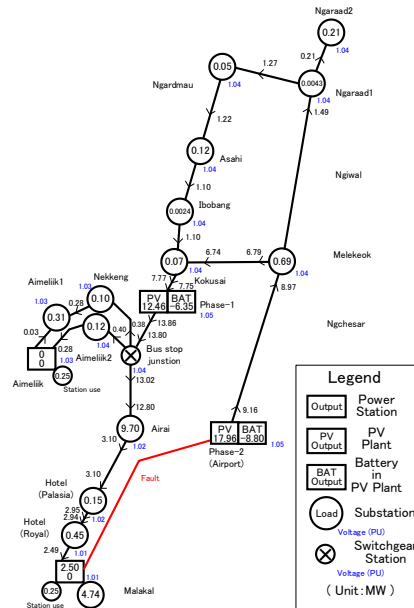 Ngaraad2
0.21
1.04
0.21
0.0043
Ngaraad1
1.04
1.49
1.27
Ngardmau
0.05
1.04
1.22
Asahi
0.12
1.04
1.10
Ibobang
0.0024
1.04
1.10
Ngiwal
Melekeok
0.69
1.04
8.97
6.79
6.74
0.07
1.04
Kokusai
7.77
7.75
PV
12.46
BAT
-6.35
Phase-1
1.05
13.86
13.80
Ngchesar
Nekkeng
1.03
0.10
Aimeliik1
1.03
0.28
0.31
0.03
0.12
1.04
0.40
0.38
0.28
Aimeliik2
0
0
1.03
Aimeliik
0.25
Station use
Bus stop
junstion
1.04
13.02
12.80
9.70
Airai
1.02
3.10
9.16
PV
17.96
BAT
-8.80
1.05
Phase-2
(Airport)
Fault
3.10
Hotel
(Palasia)
0.15
1.02
2.95
2.94
Hotel
(Royal)
0.45
1.01
2.49
2.50
0
1.01
0.25
Station use
4.74
Malakal
Legend
Output
Power
Station
PV
Output
PV
Plant
BAT
Output
Battery
in
PV Plant
Load
Substation
Voltage (PU)
Switchgear
Station
Voltage (PU)
( Unit:MW )